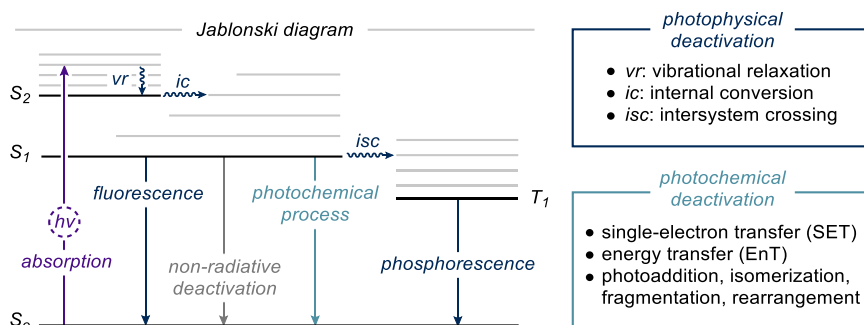 Jablonski diagram
photophysical
deactivation
● vr: vibrational relaxation
● ic: internal conversion
● isc: intersystem crossing
vr
ic
S2
isc
S1
fluorescence
photochemical
process
T1
hν
absorption
non-radiative
deactivation
phosphorescence
photochemical
deactivation
● single-electron transfer (SET)
● energy transfer (EnT)
● photoaddition, isomerization,
fragmentation, rearrangement